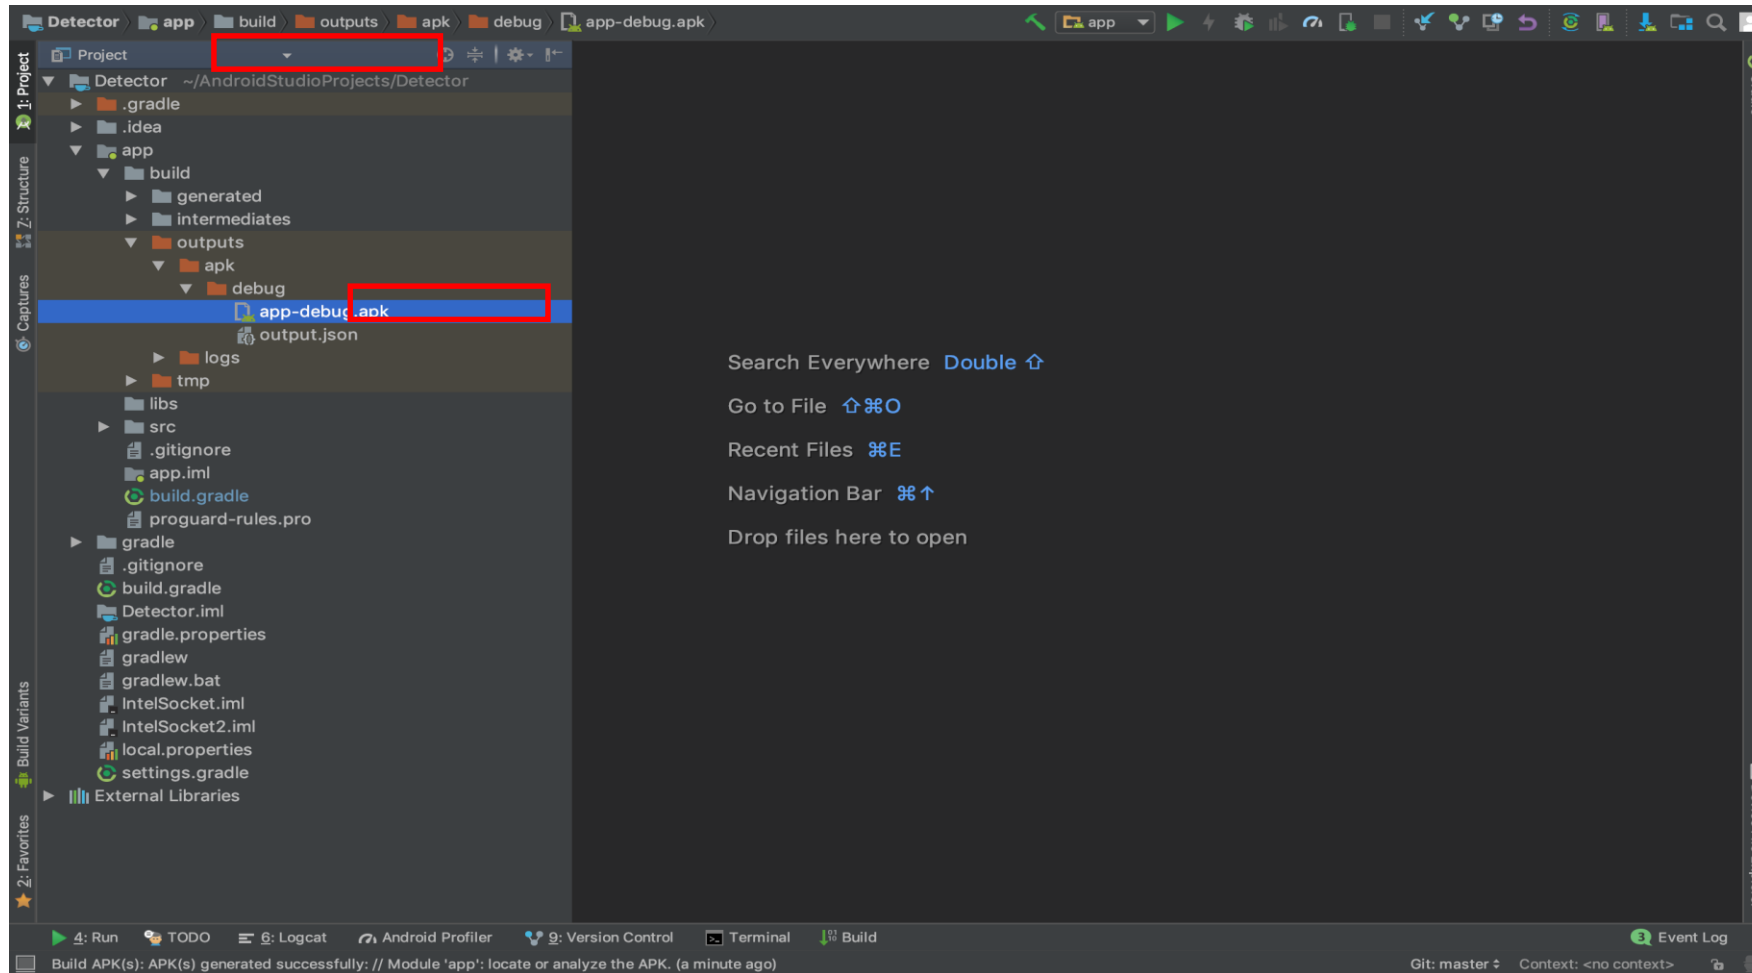 Detector app build outputs apk debug app-debug.apk
app
Project
1: Project
Z: Structure
Captures
Build Variants
2: Favorites
Detector ~/AndroidStudioProjects/Detector
.gradle
.idea
app
build
generated
intermediates
outputs
apk
debug
app-debug.apk
output.json
logs
tmp
libs
src
.gitignore
app.iml
build.gradle
proguard-rules.pro
gradle
.gitignore
build.gradle
Detector.iml
gradle.properties
gradlew
gradlew.bat
IntelSocket.iml
IntelSocket2.iml
local.properties
settings.gradle
External Libraries
Search Everywhere Double ⇧
Go to File ⇧⌘O
Recent Files ⌘E
Navigation Bar ⌘↑
Drop files here to open
4: Run TODO 6: Logcat Android Profiler 9: Version Control Terminal Build 3 Event Log
Build APK(s): APK(s) generated successfully: // Module 'app': locate or analyze the APK. (a minute ago) Git: master Context: <no context>